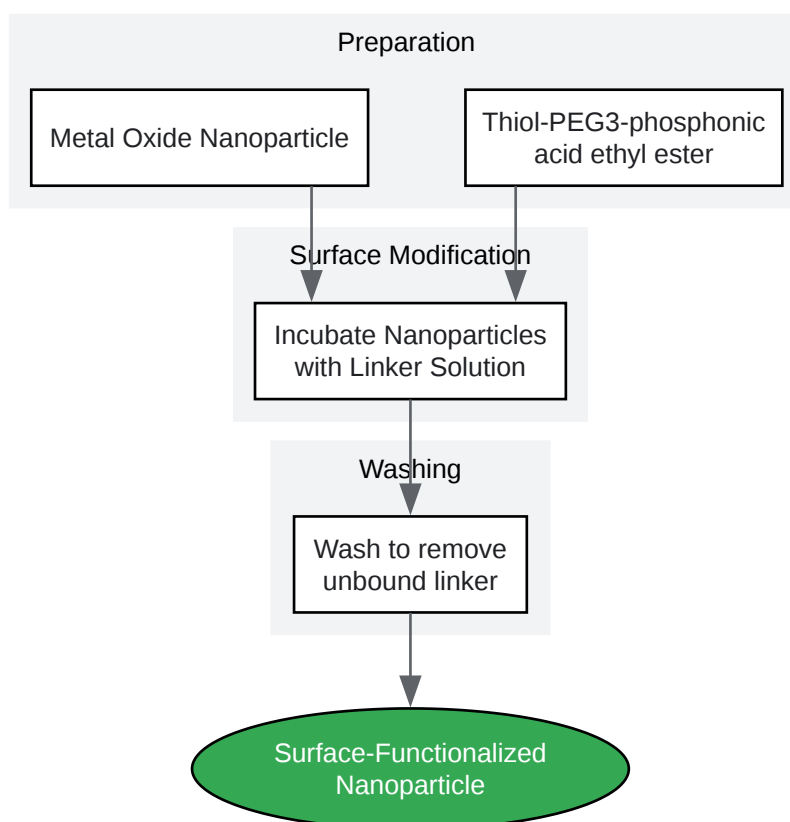 Preparation
Metal Oxide Nanoparticle
Thiol-PEG3-phosphonic
acid ethyl ester
Surface Modification
Incubate Nanoparticles
with Linker Solution
Washing
Wash to remove
unbound linker
Surface-Functionalized
Nanoparticle